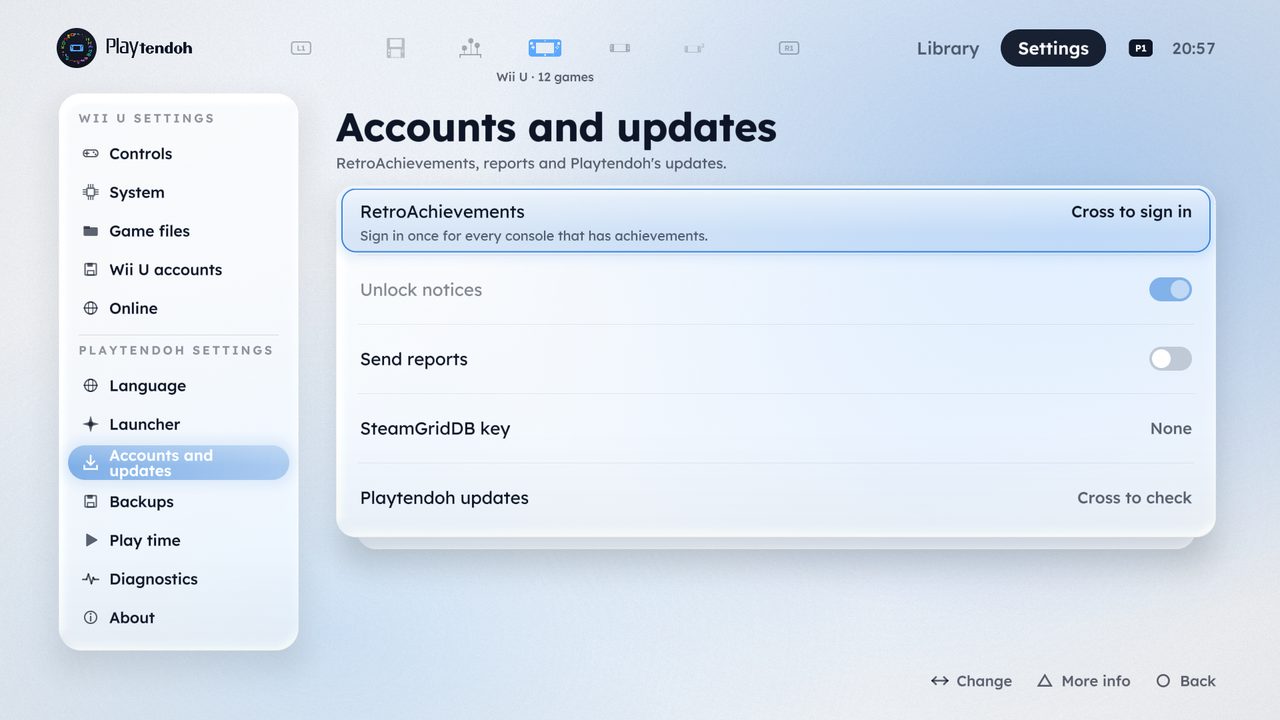 Playtendoh
L1
R1
Library
Settings
P1
20:57
Wii U · 12 games
WII U SETTINGS
Controls
System
Game files
Wii U accounts
Online
PLAYTENDOH SETTINGS
Language
Launcher
Accounts and
updates
Backups
Play time
Diagnostics
About
Accounts and updates
RetroAchievements, reports and Playtendoh's updates.
RetroAchievements
Cross to sign in
Sign in once for every console that has achievements.
Unlock notices
Send reports
SteamGridDB key
None
Playtendoh updates
Cross to check
Change
More info
Back